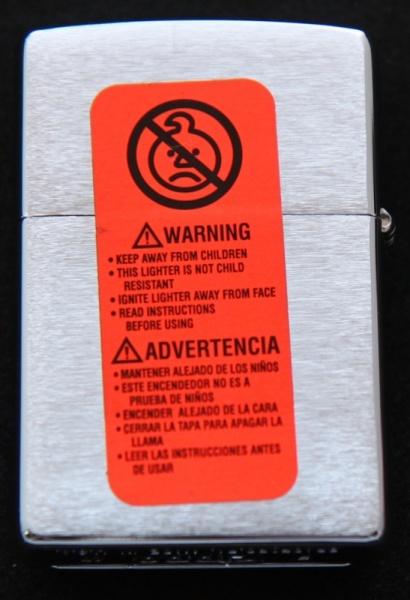 WARNING
• KEEP AWAY FROM CHILDREN
• THIS LIGHTER IS NOT CHILD
RESISTANT
• IGNITE LIGHTER AWAY FROM FACE
• READ INSTRUCTIONS
BEFORE USING
ADVERTENCIA
• MANTENER ALEJADO DE LOS NIÑOS
• ESTE ENCENDEDOR NO ES A
PRUEBA DE NIÑOS
• ENCENDER ALEJADO DE LA CARA
• CERRAR LA TAPA PARA APAGAR LA
LLAMA
• LEER LAS INSTRUCCIONES ANTES
DE USAR